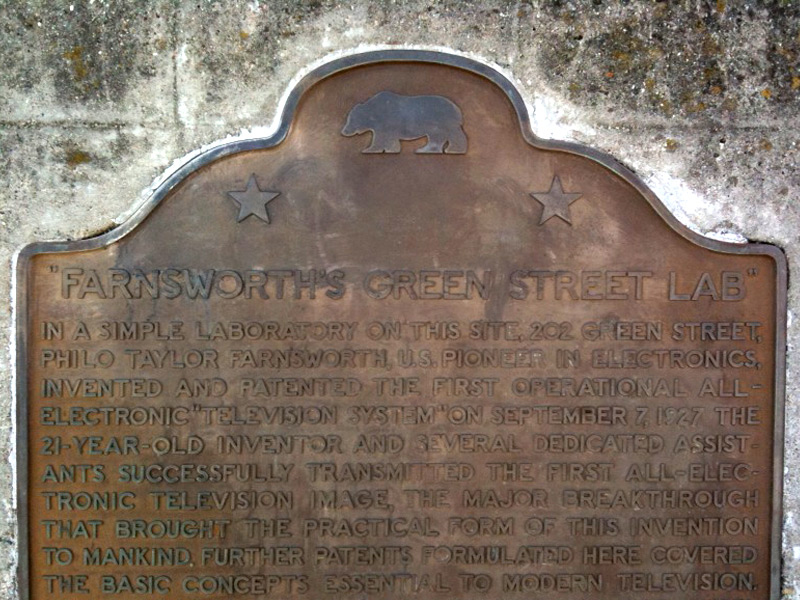 "FARNSWORTH'S GREEN STREET LAB"
IN A SIMPLE LABORATORY ON THIS SITE, 202 GREEN STREET,
PHILO TAYLOR FARNSWORTH, U.S. PIONEER IN ELECTRONICS,
INVENTED AND PATENTED THE FIRST OPERATIONAL ALL-
ELECTRONIC "TELEVISION SYSTEM" ON SEPTEMBER 7, 1927 THE
21-YEAR-OLD INVENTOR AND SEVERAL DEDICATED ASSIST-
ANTS SUCCESSFULLY TRANSMITTED THE FIRST ALL-ELEC-
TRONIC TELEVISION IMAGE, THE MAJOR BREAKTHROUGH
THAT BROUGHT THE PRACTICAL FORM OF THIS INVENTION
TO MANKIND. FURTHER PATENTS FORMULATED HERE COVERED
THE BASIC CONCEPTS ESSENTIAL TO MODERN TELEVISION.